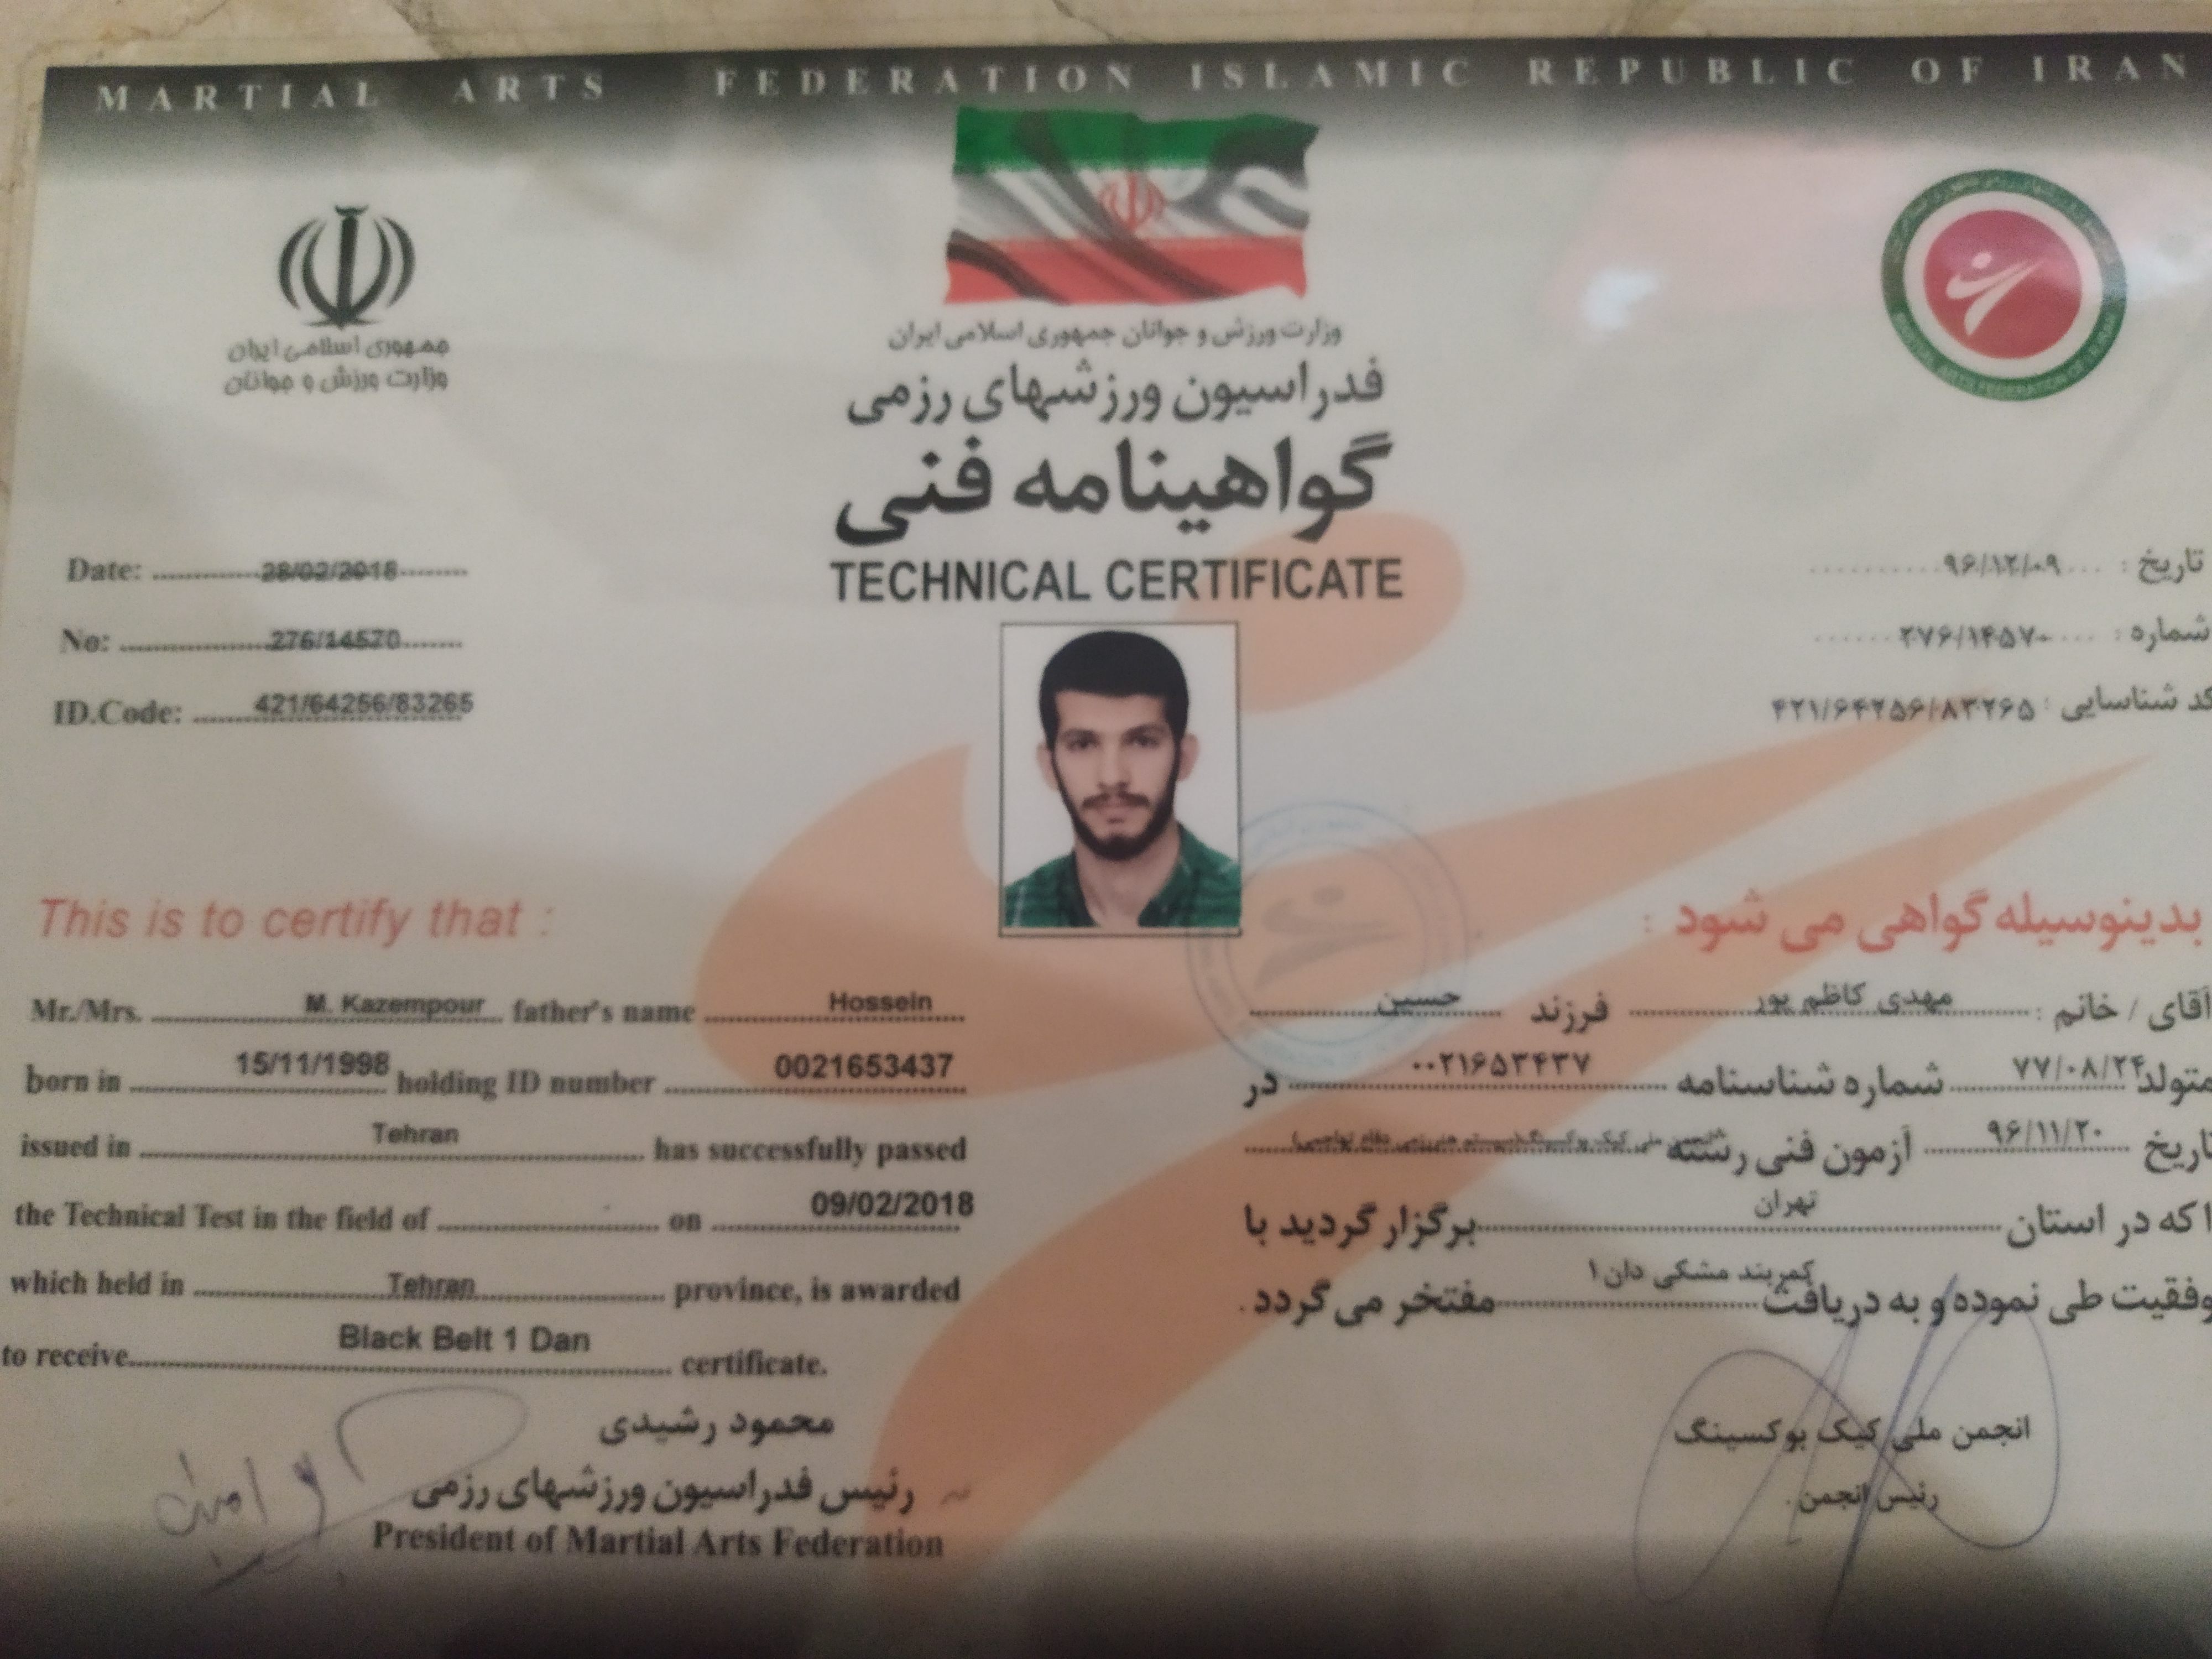 MARTIAL ARTS FEDERATION ISLAMIC REPUBLIC OF IRAN
جمهوری اسلامی ایران
وزارت ورزش و جوانان
وزارت ورزش و جوانان جمهوری اسلامی ایران
فدراسیون ورزشهای رزمی
گواهینامه فنی
TECHNICAL CERTIFICATE
Date: 28/02/2018
No: 276/14570
ID.Code: 421/64256/83265
تاریخ : ۹۶/۱۲/۰۹
شماره : ۲۷۶/۱۴۵۷۰
کد شناسایی : ۴۲۱/۶۴۲۵۶/۸۳۲۶۵
This is to certify that :
Mr./Mrs. M. Kazempour father's name Hossein
born in 15/11/1998 holding ID number 0021653437
issued in Tehran has successfully passed
the Technical Test in the field of on 09/02/2018
which held in Tehran province, is awarded
to receive Black Belt 1 Dan certificate.
بدینوسیله گواهی می شود :
آقای / خانم : مهدی کاظم پور فرزند حسین
متولد ۷۷/۰۸/۲۴ شماره شناسنامه ۰۰۲۱۶۵۳۴۳۷ در
تاریخ ۹۶/۱۱/۲۰ آزمون فنی رشته
که در استان تهران برگزار گردید با
وفقیت طی نموده و به دریافت کمربند مشکی دان ۱ مفتخر می گردد.
محمود رشیدی
رئیس فدراسیون ورزشهای رزمی
President of Martial Arts Federation
انجمن ملی کیک بوکسینگ
رئیس انجمن